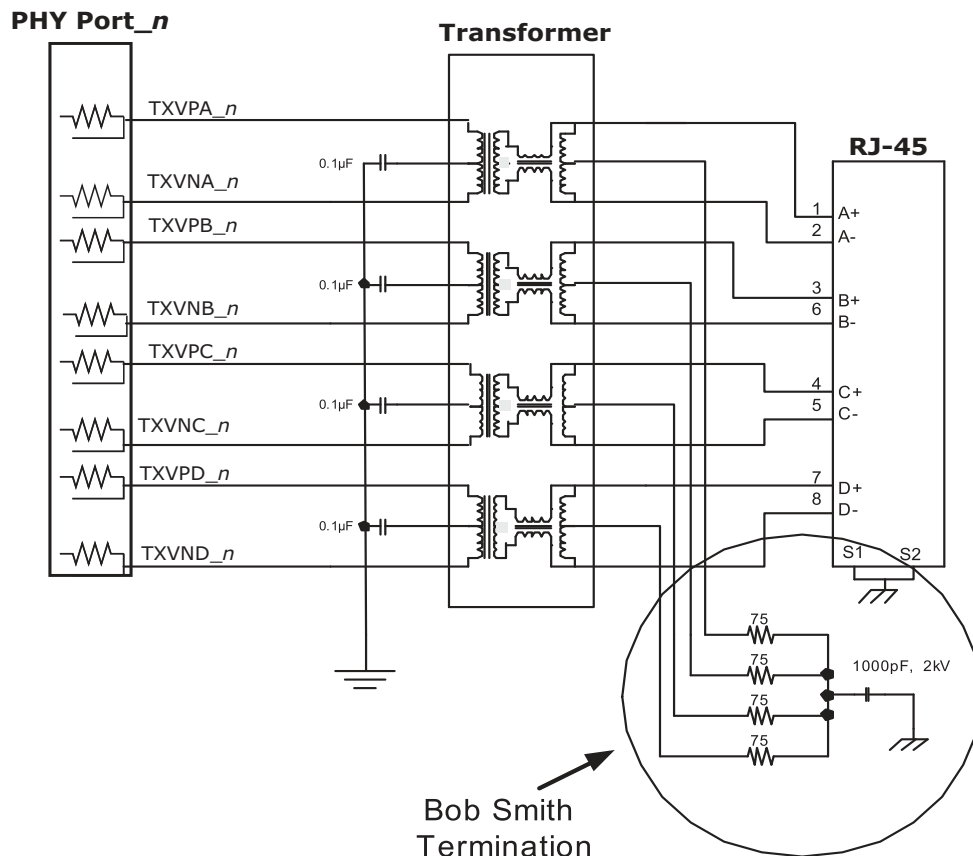 PHY Port_n
Transformer
TXVPA_n
0.1µF
TXVNA_n
TXVPB_n
0.1µF
TXVNB_n
TXVPC_n
0.1µF
TXVNC_n
TXVPD_n
0.1µF
TXVND_n
RJ-45
1 A+
2 A-
3 B+
6 B-
4 C+
5 C-
7 D+
8 D-
S1 S2
75
75
75
75
1000pF, 2kV
Bob Smith
Termination